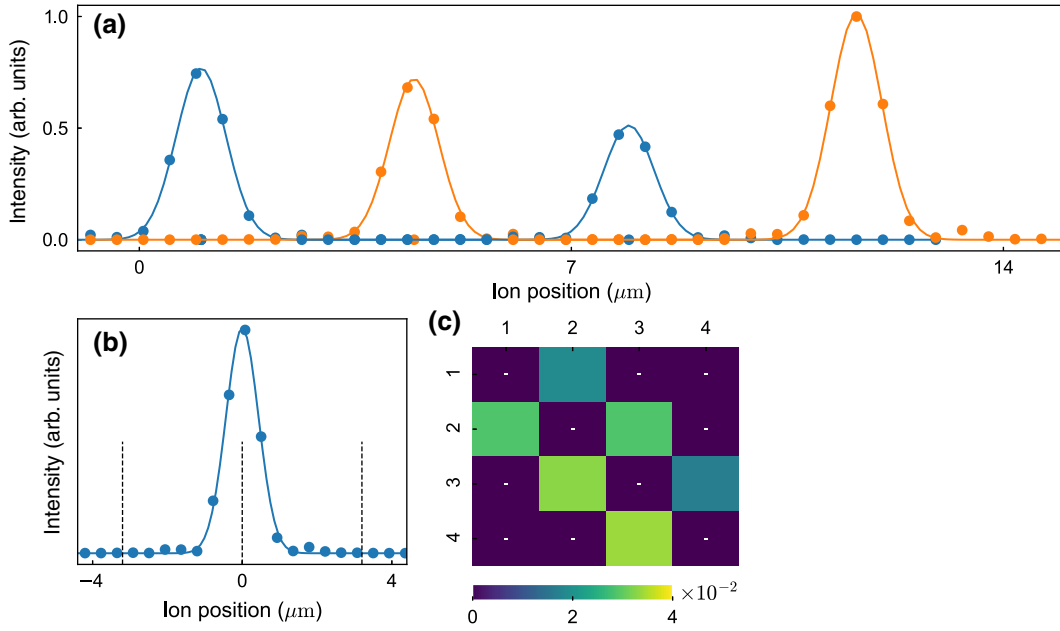 (a)
Intensity (arb. units)
1.0
0.5
0.0
0 7 14
Ion position (μm)
(b)
Intensity (arb. units)
−4 0 4
Ion position (μm)
(c)
1 2 3 4
1
2
3
4
- - -
- -
- -
- - -
×10⁻²
0 2 4